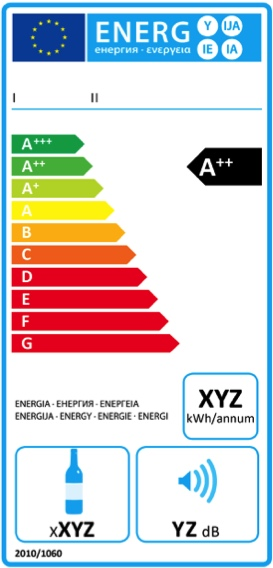 ENERG Y IJA
енергия · ενεργεια IE IA
I II
A+++
A++
A+
A
B
C
D
E
F
G
A++
ENERGIA · ЕНЕРГИЯ · ΕΝΕΡΓΕΙΑ
ENERGIJA · ENERGY · ENERGIE · ENERGI
XYZ
kWh/annum
xXYZ
YZ dB
2010/1060